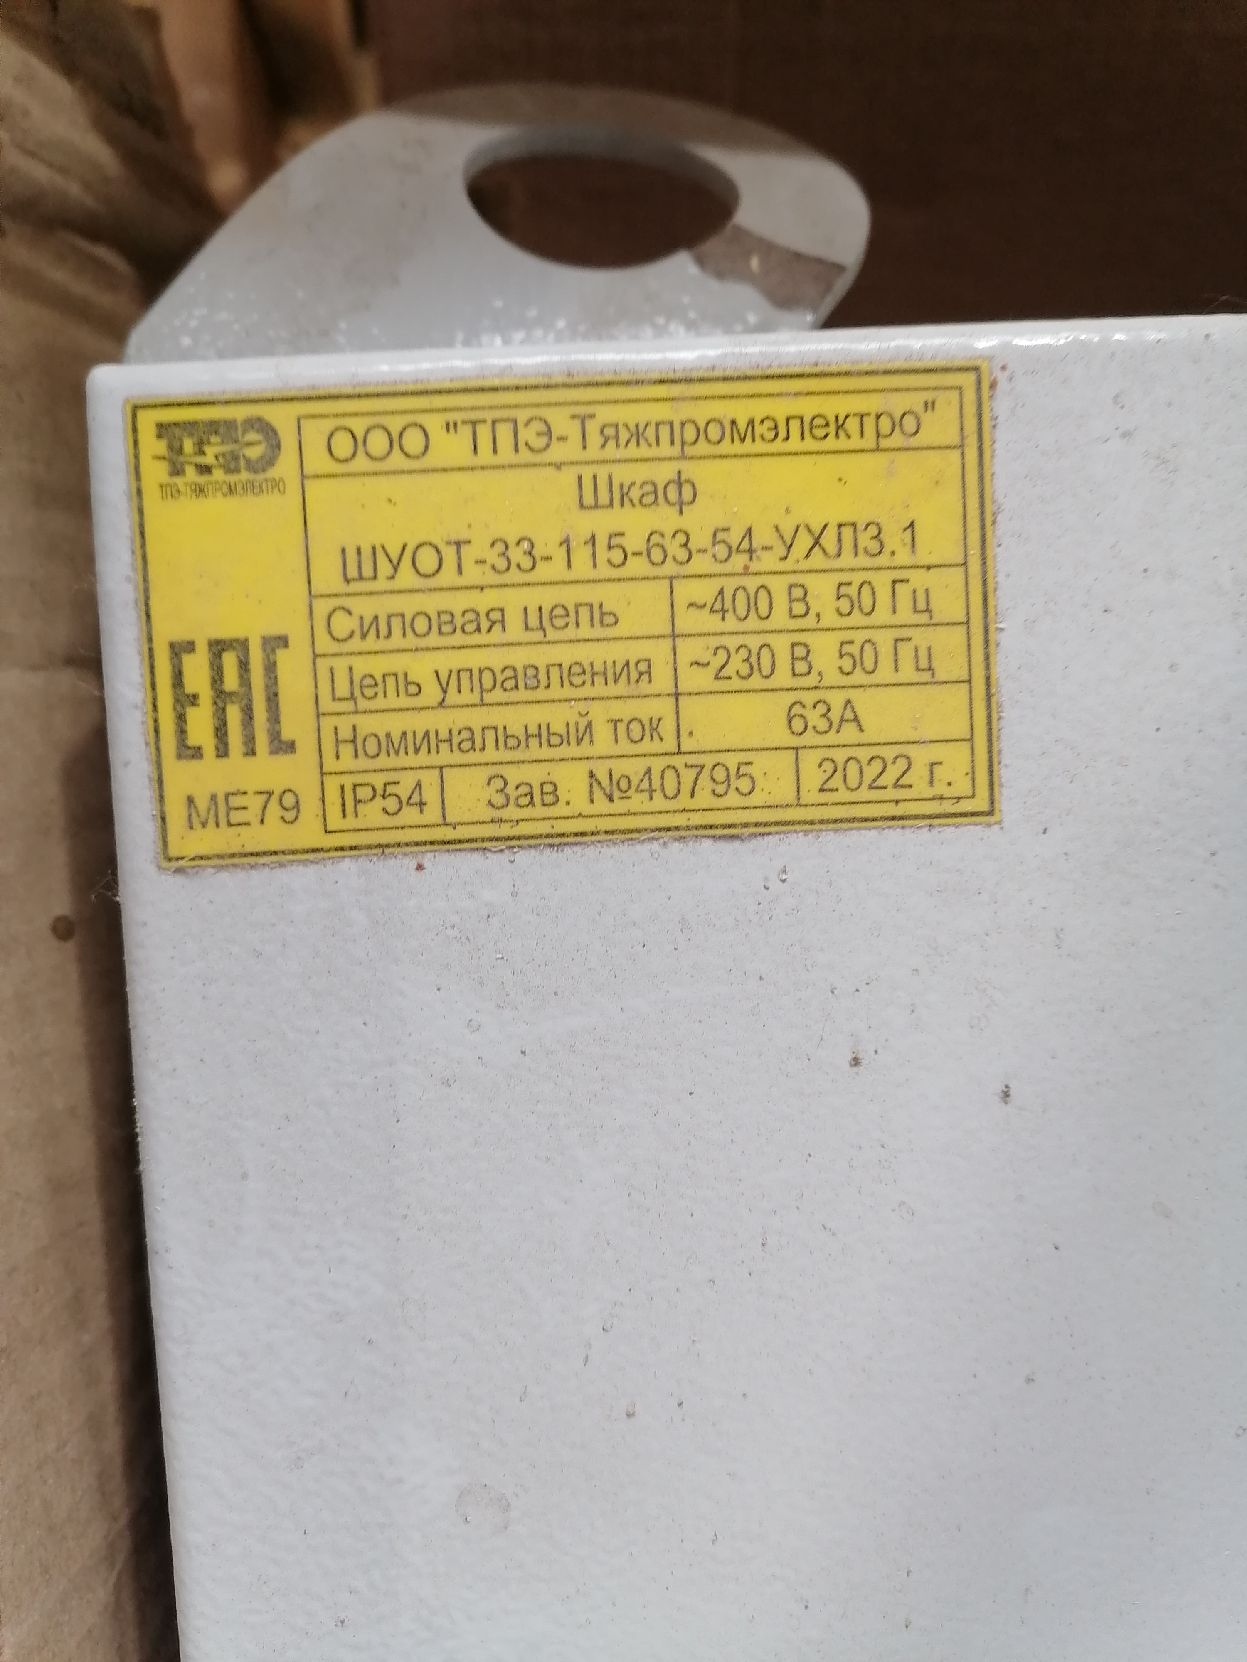 ТПЭ
ТПЭ-ТЯЖПРОМЭЛЕКТРО
ООО "ТПЭ-Тяжпромэлектро"
Шкаф
ШУОТ-33-115-63-54-УХЛ3.1
Силовая цепь ~400 В, 50 Гц
Цепь управления ~230 В, 50 Гц
Номинальный ток 63А
EAC
МЕ79 IP54 Зав. №40795 2022 г.